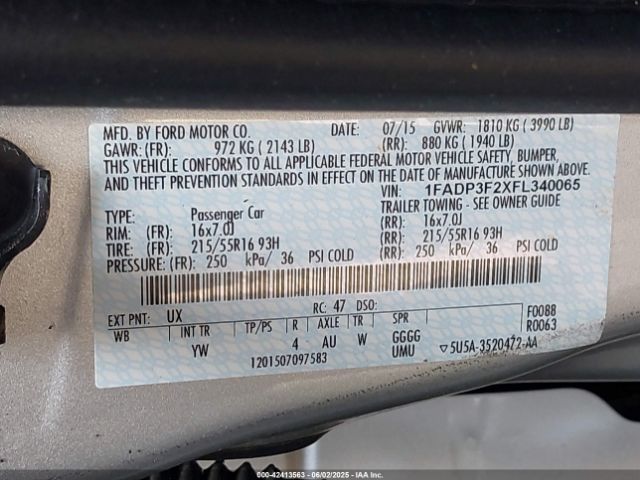 MFD. BY FORD MOTOR CO. DATE: 07/15 GVWR: 1810 KG ( 3990 LB)
GAWR: (FR): 972 KG ( 2143 LB) (RR): 880 KG ( 1940 LB)
THIS VEHICLE CONFORMS TO ALL APPLICABLE FEDERAL MOTOR VEHICLE SAFETY, BUMPER,
AND THEFT PREVENTION STANDARDS IN EFFECT ON THE DATE OF MANUFACTURE SHOWN ABOVE.
VIN: 1FADP3F2XFL340065
TYPE: Passenger Car TRAILER TOWING - SEE OWNER GUIDE
RIM: (FR): 16x7.0J (RR): 16x7.0J
TIRE: (FR): 215/55R16 93H (RR): 215/55R16 93H
PRESSURE: (FR): 250 kPa/ 36 PSI COLD (RR): 250 kPa/ 36 PSI COLD
EXT PNT: UX RC: 47 DSO: F0088
WB INT TR TP/PS R AXLE TR SPR R0063
YW 4 AU W GGGG
UMU ▽5U5A-3520472-AA
1201507097583
000-42413563 - 06/02/2025 - IAA, Inc.